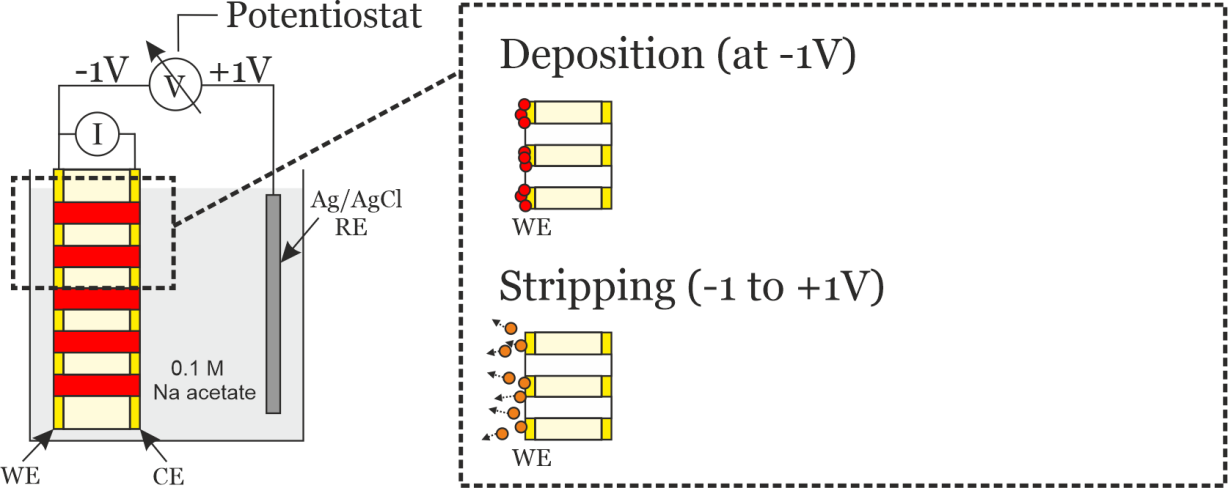 Potentiostat
-1V
V
+1V
I
Ag/AgCl
RE
0.1 M
Na acetate
WE
CE
Deposition (at -1V)
WE
Stripping (-1 to +1V)
WE